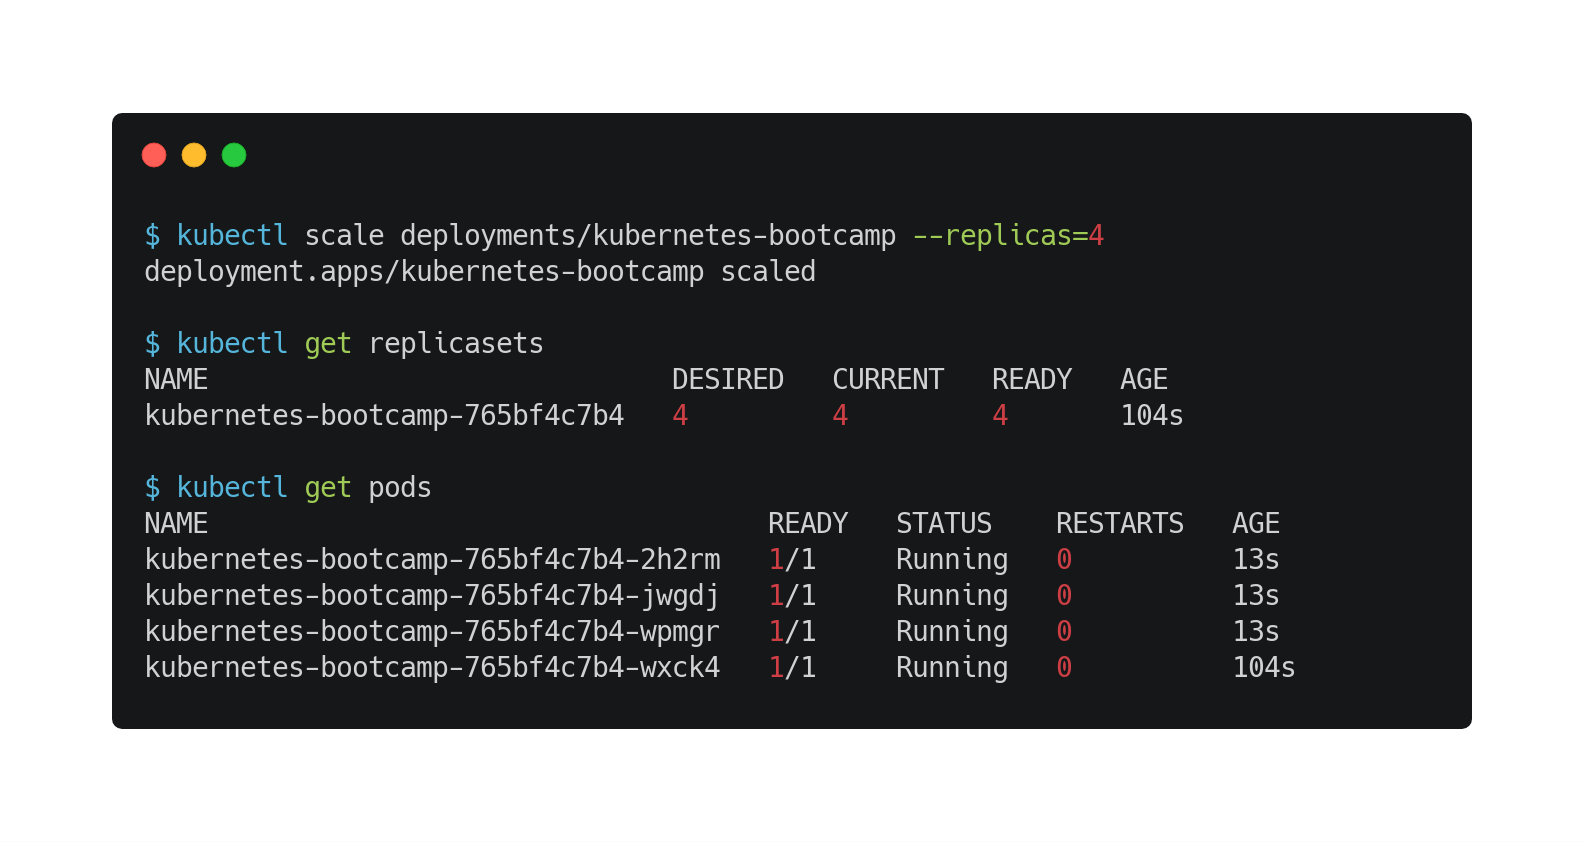 $ kubectl scale deployments/kubernetes-bootcamp --replicas=4
deployment.apps/kubernetes-bootcamp scaled
$ kubectl get replicasets
NAME                             DESIRED   CURRENT   READY   AGE
kubernetes-bootcamp-765bf4c7b4   4         4         4       104s
$ kubectl get pods
NAME                                   READY   STATUS    RESTARTS   AGE
kubernetes-bootcamp-765bf4c7b4-2h2rm   1/1     Running   0          13s
kubernetes-bootcamp-765bf4c7b4-jwgdj   1/1     Running   0          13s
kubernetes-bootcamp-765bf4c7b4-wpmgr   1/1     Running   0          13s
kubernetes-bootcamp-765bf4c7b4-wxck4   1/1     Running   0          104s